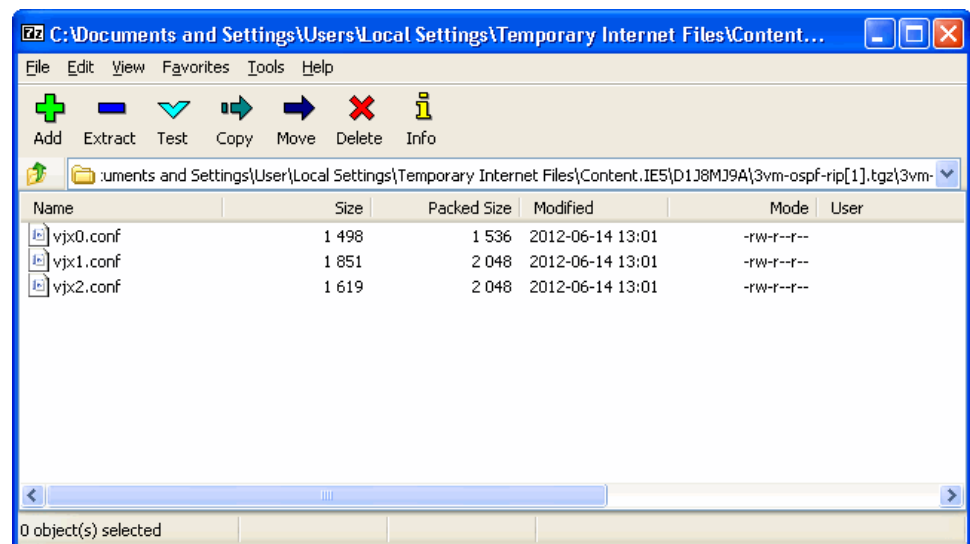 C:\Documents and Settings\Users\Local Settings\Temporary Internet Files\Content...
File Edit View Favorites Tools Help
Add Extract Test Copy Move Delete Info
:uments and Settings\User\Local Settings\Temporary Internet Files\Content.IE5\D1J8MJ9A\3vm-ospf-rip[1].tgz\3vm-
Name Size Packed Size Modified Mode User
vjx0.conf 1 498 1 536 2012-06-14 13:01 -rw-r--r--
vjx1.conf 1 851 2 048 2012-06-14 13:01 -rw-r--r--
vjx2.conf 1 619 2 048 2012-06-14 13:01 -rw-r--r--
0 object(s) selected